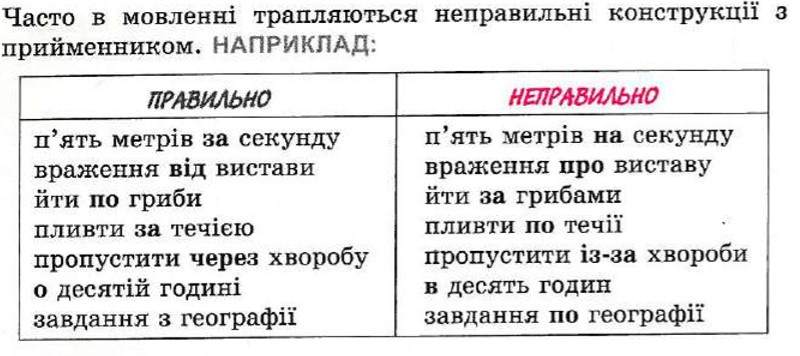 Часто в мовленні трапляються неправильні конструкції з
прийменником. НАПРИКЛАД:
ПРАВИЛЬНО
п’ять метрів за секунду
враження від вистави
йти по гриби
пливти за течією
пропустити через хворобу
о десятій годині
завдання з географії
НЕПРАВИЛЬНО
п’ять метрів на секунду
враження про виставу
йти за грибами
пливти по течії
пропустити із-за хвороби
в десять годин
завдання по географії